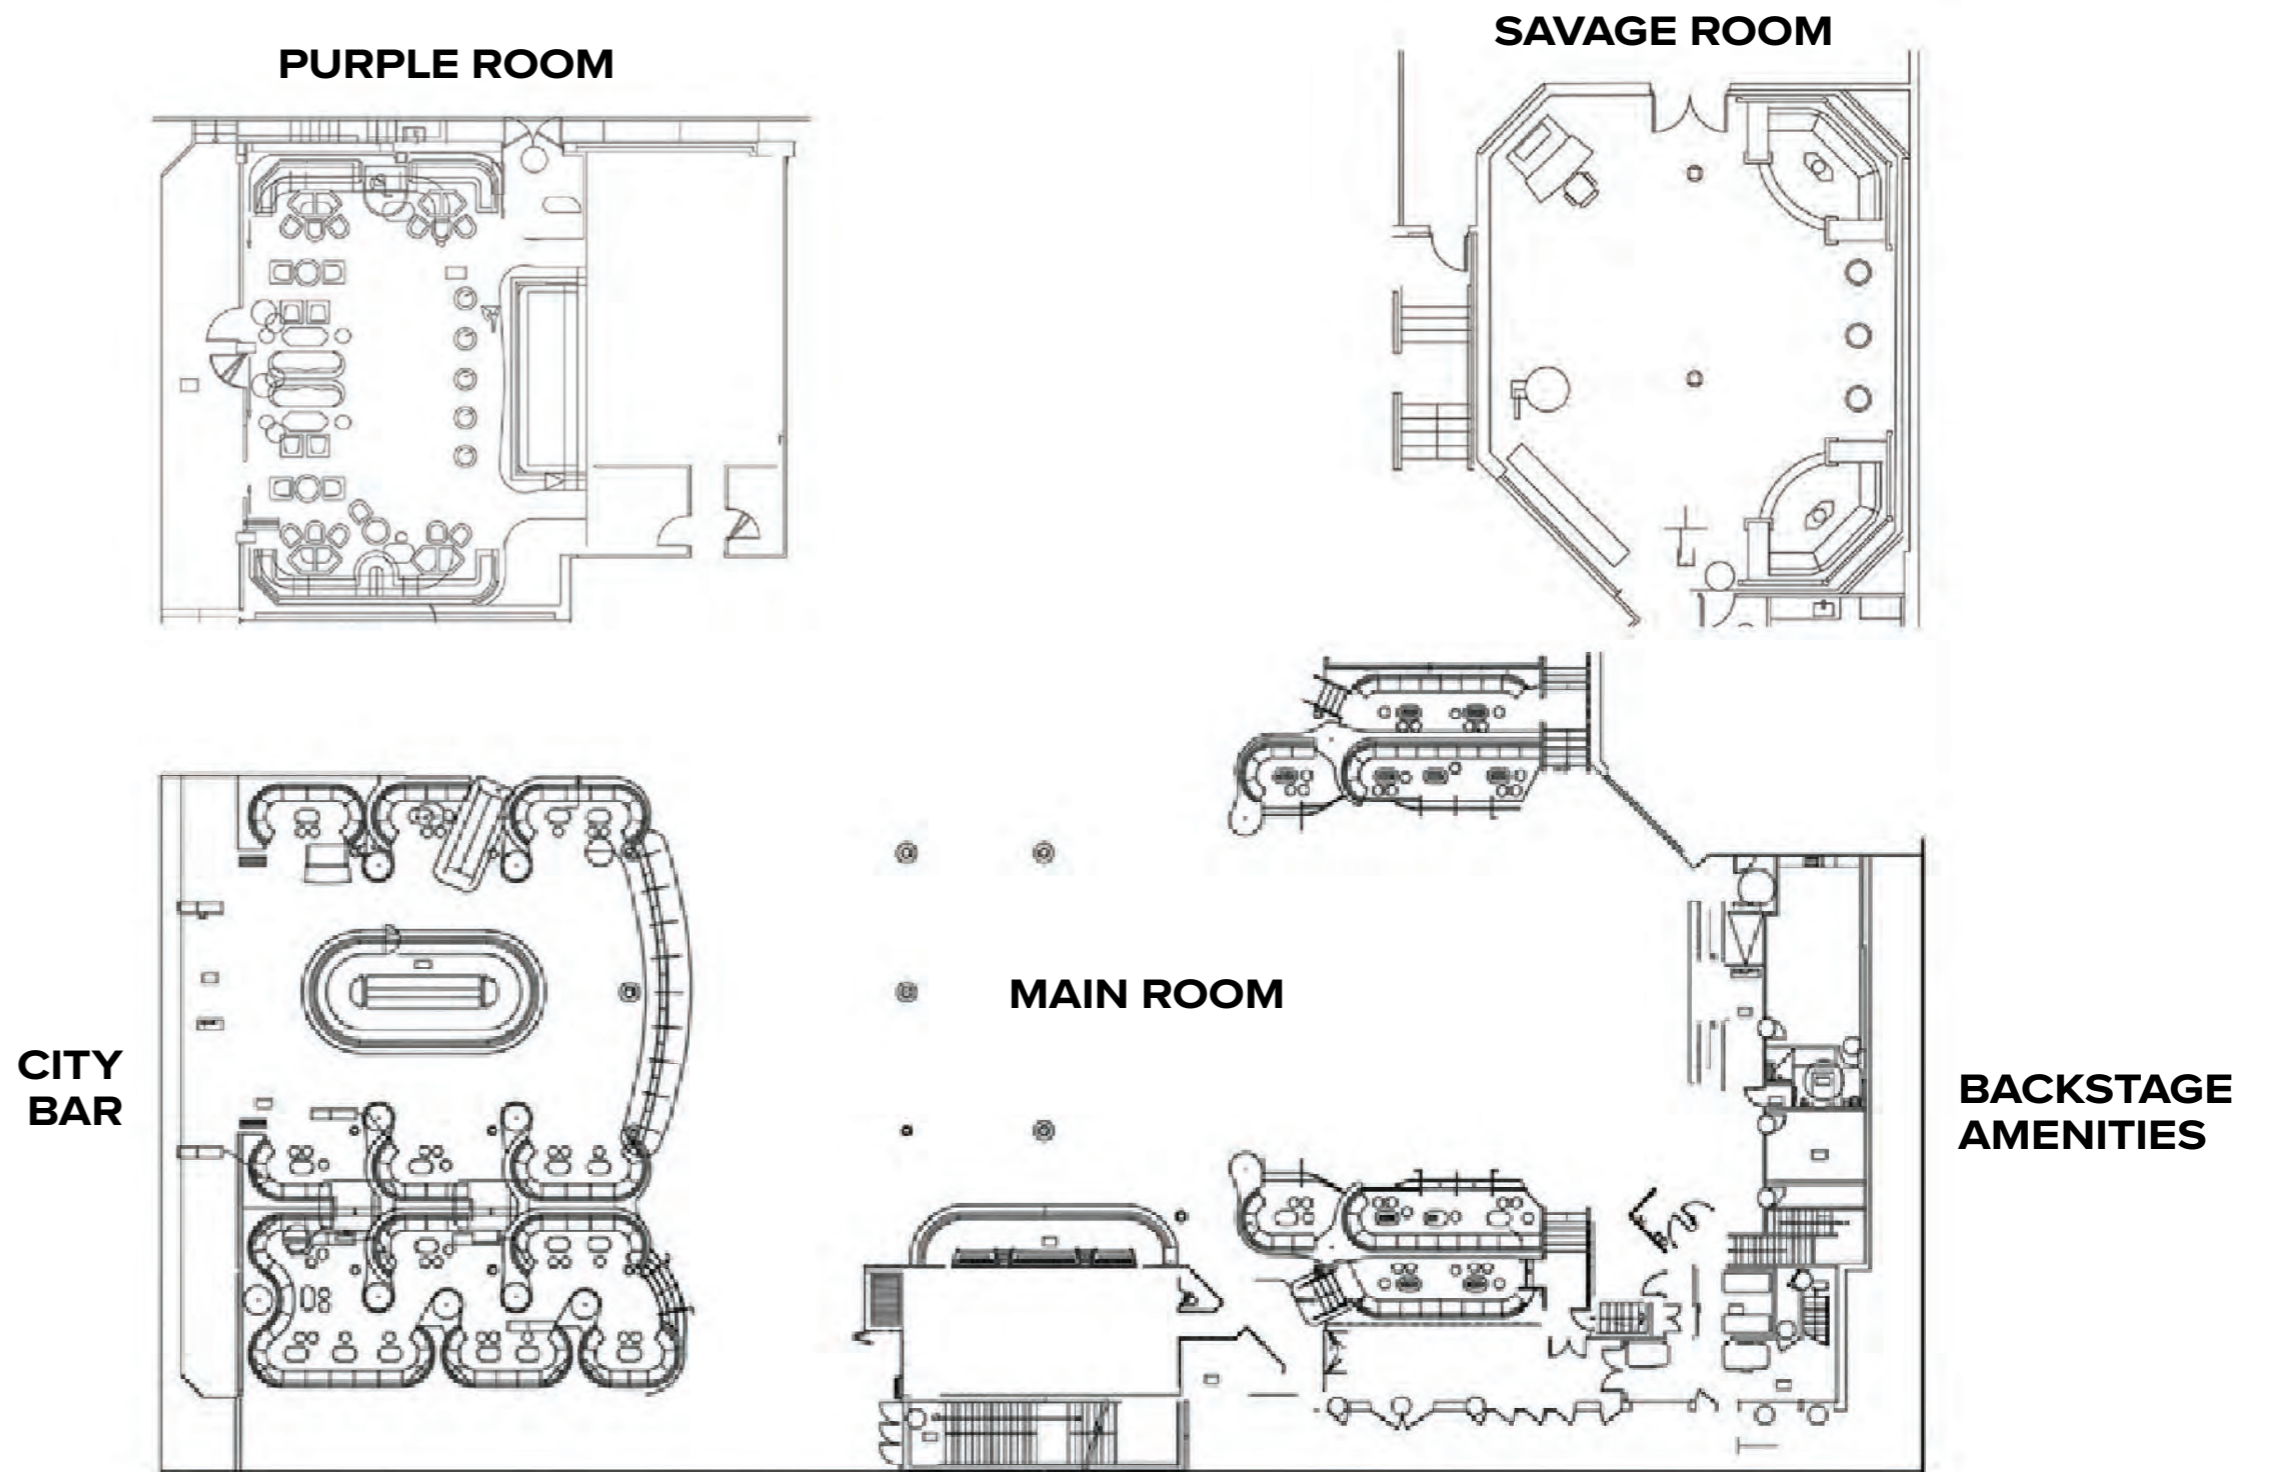 SAVAGE ROOM
PURPLE ROOM
MAIN ROOM
CITY
BAR
BACKSTAGE
AMENITIES